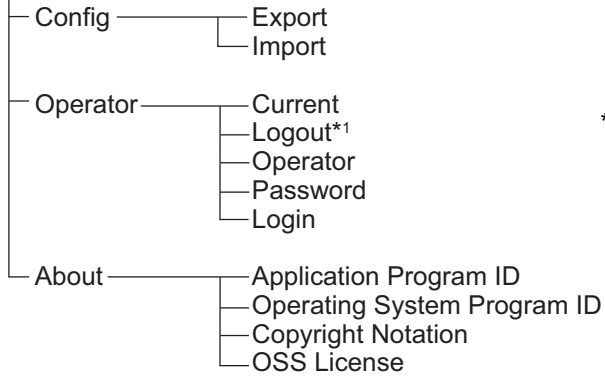 Config Export
Import
Operator Current
*
Logout*1
Operator
Password
Login
About Application Program ID
Operating System Program ID
Copyright Notation
OSS License